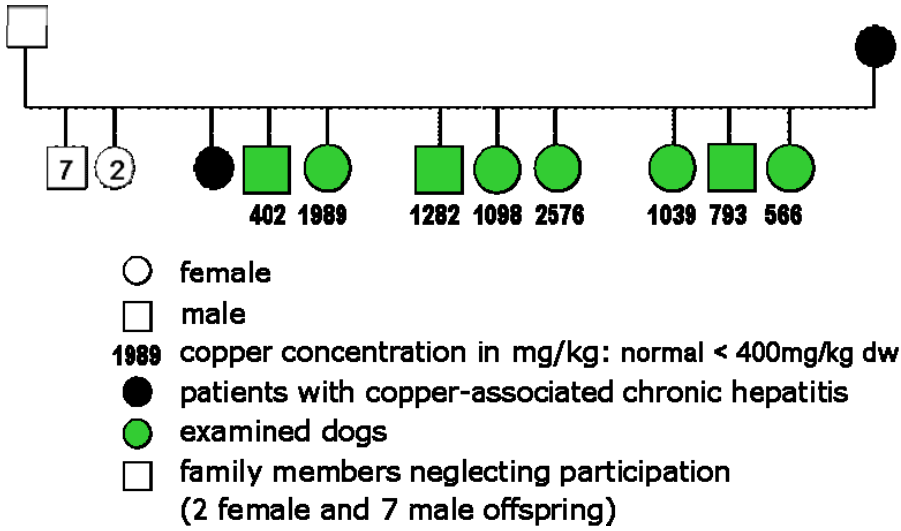 7 2
402 1989 1282 1098 2576 1039 793 566
female
male
1989 copper concentration in mg/kg: normal < 400mg/kg dw
patients with copper-associated chronic hepatitis
examined dogs
family members neglecting participation
(2 female and 7 male offspring)